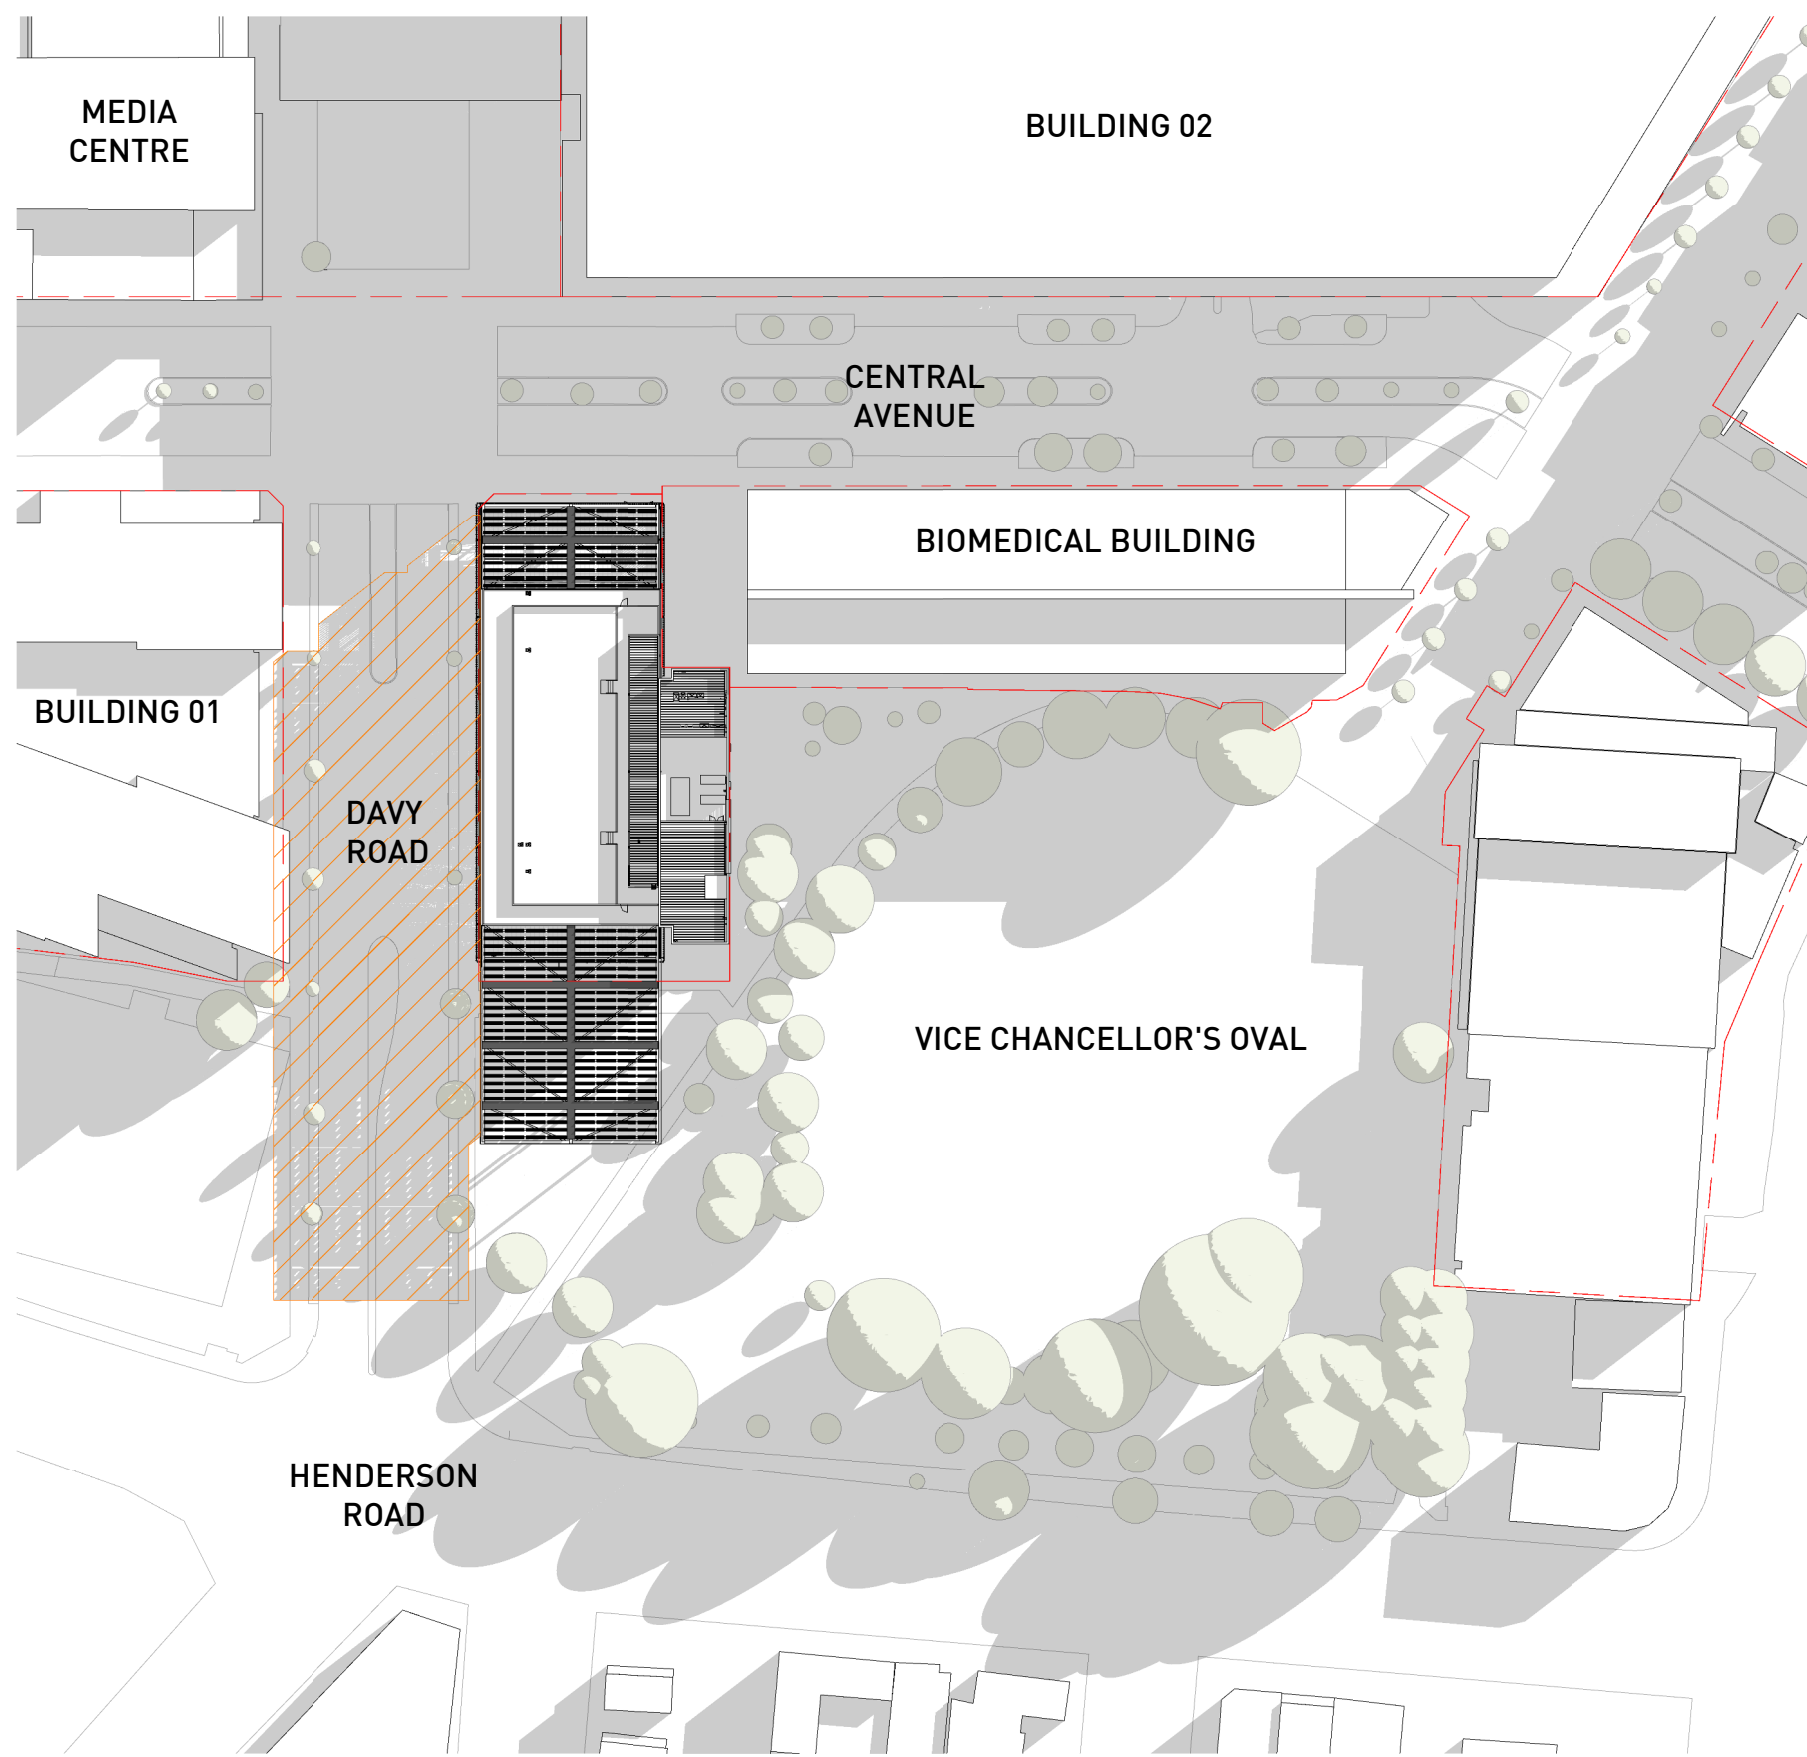 MEDIA
CENTRE
BUILDING 02
CENTRAL
AVENUE
BIOMEDICAL BUILDING
BUILDING 01
DAVY
ROAD
VICE CHANCELLOR'S OVAL
HENDERSON
ROAD